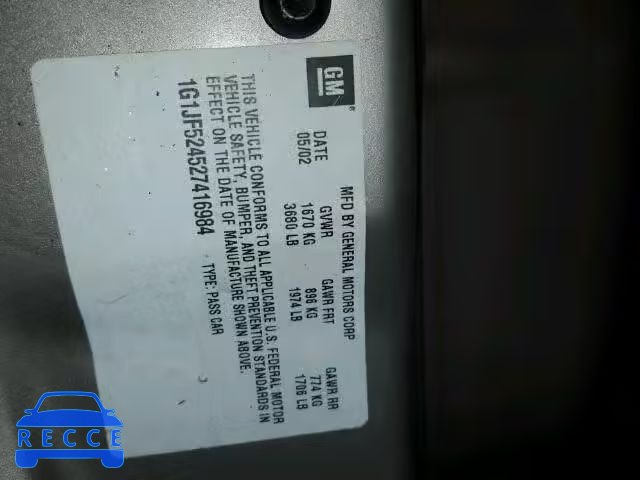 GM
MFD BY GENERAL MOTORS CORP
DATE GVWR GAWR FRT GAWR RR
05/02 1670 KG 896 KG 774 KG
3680 LB 1974 LB 1706 LB
THIS VEHICLE CONFORMS TO ALL APPLICABLE U.S. FEDERAL MOTOR
VEHICLE SAFETY, BUMPER, AND THEFT PREVENTION STANDARDS IN
EFFECT ON THE DATE OF MANUFACTURE SHOWN ABOVE.
1G1JF524527416984 TYPE: PASS CAR
RECCE